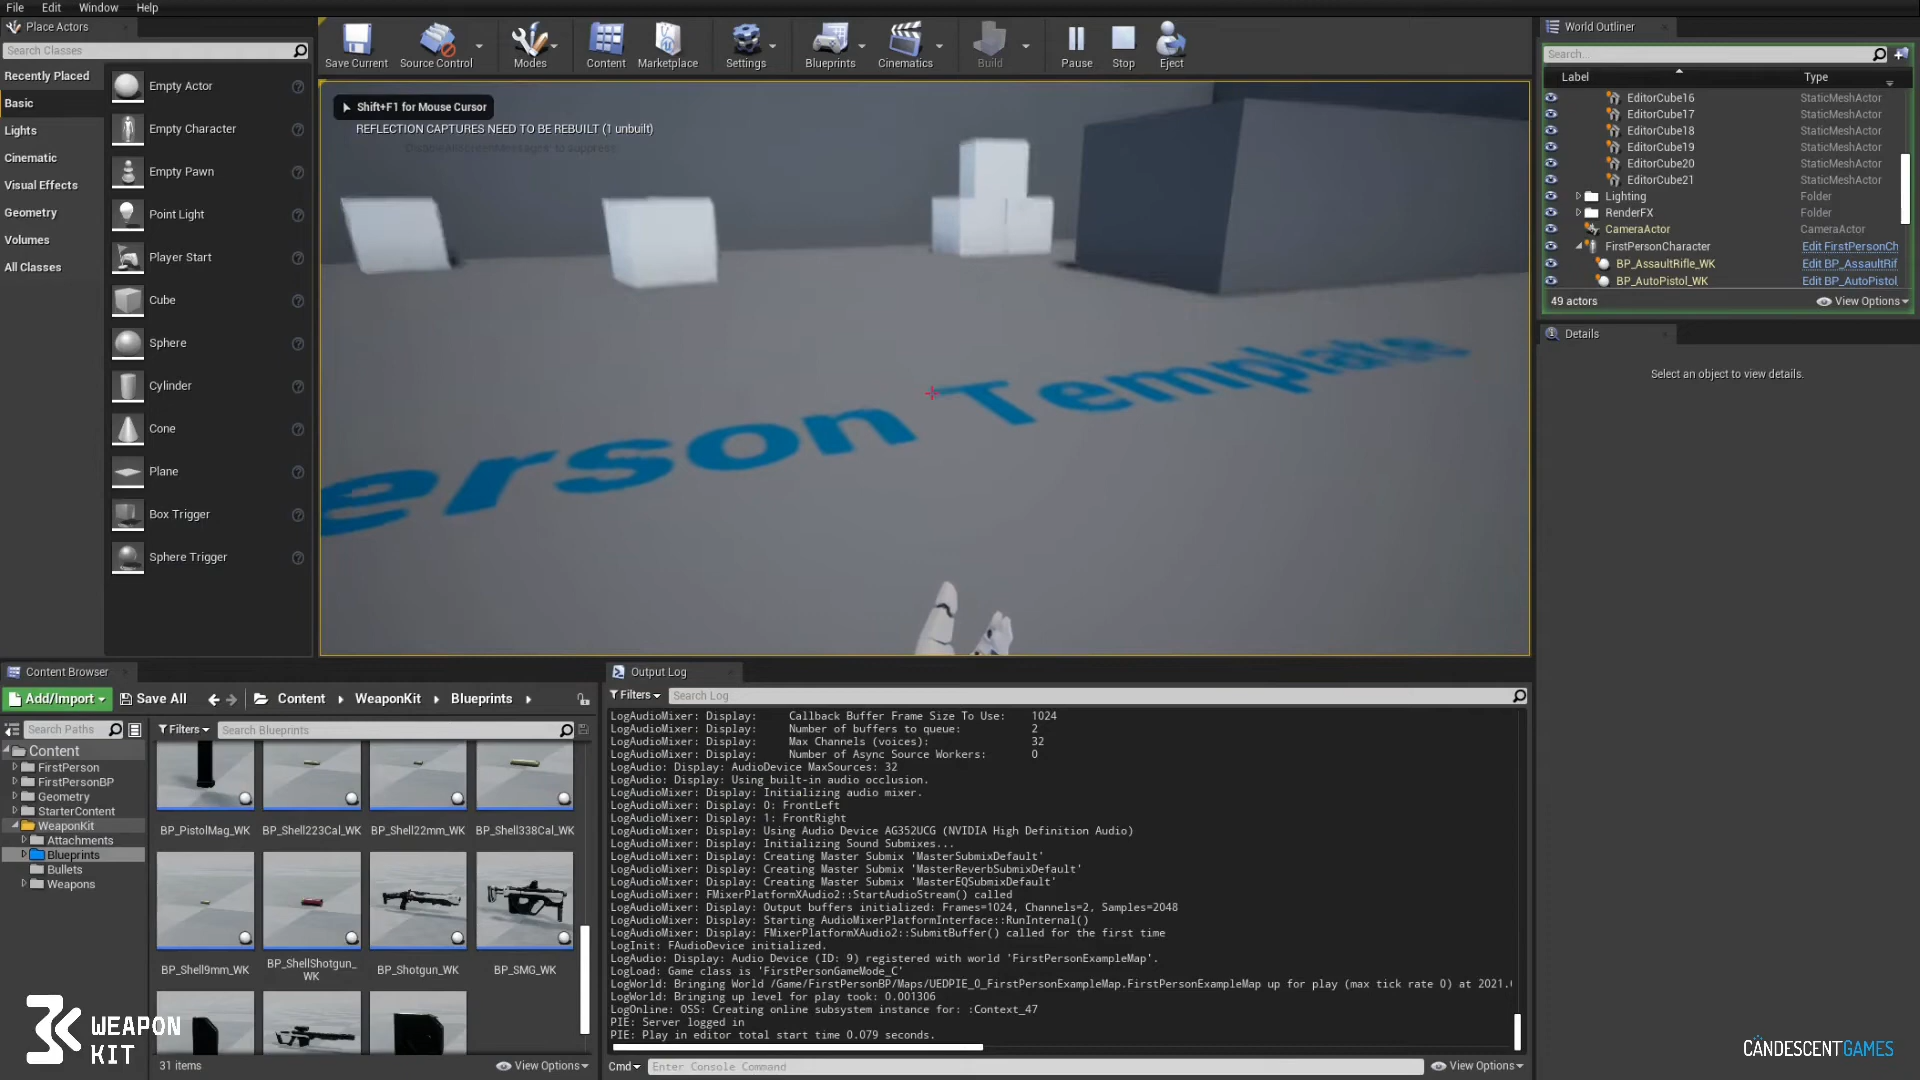 File Edit Window Help
Place Actors
Search Classes
Recently Placed
Basic
Lights
Cinematic
Visual Effects
Geometry
Volumes
All Classes
Empty Actor
Empty Character
Empty Pawn
Point Light
Player Start
Cube
Sphere
Cylinder
Cone
Plane
Box Trigger
Sphere Trigger
Save Current
Source Control
Modes
Content
Marketplace
Settings
Blueprints
Cinematics
Build
Pause
Stop
Eject
Shift+F1 for Mouse Cursor
REFLECTION CAPTURES NEED TO BE REBUILT (1 unbuilt)
'DisableAllScreenMessages' to suppress
erson Template
World Outliner
Search...
Label Type
EditorCube16 StaticMeshActor
EditorCube17 StaticMeshActor
EditorCube18 StaticMeshActor
EditorCube19 StaticMeshActor
EditorCube20 StaticMeshActor
EditorCube21 StaticMeshActor
Lighting Folder
RenderFX Folder
CameraActor CameraActor
FirstPersonCharacter Edit FirstPersonCh
BP_AssaultRifle_WK Edit BP_AssaultRif
BP_AutoPistol_WK Edit BP_AutoPistol_
49 actors View Options
Details
Select an object to view details.
Content Browser
Add/Import Save All Content WeaponKit Blueprints
Search Paths Filters Search Blueprints
Content
FirstPerson
FirstPersonBP
Geometry
StarterContent
WeaponKit
Attachments
Blueprints
Bullets
Weapons
BP_PistolMag_WK
BP_Shell223Cal_WK
BP_Shell22mm_WK
BP_Shell338Cal_WK
BP_Shell9mm_WK
BP_ShellShotgun_
WK
BP_Shotgun_WK
BP_SMG_WK
31 items View Options
WEAPON
KIT
Output Log
Filters Search Log
LogAudioMixer: Display: Callback Buffer Frame Size To Use: 1024
LogAudioMixer: Display: Number of buffers to queue: 2
LogAudioMixer: Display: Max Channels (voices): 32
LogAudioMixer: Display: Number of Async Source Workers: 0
LogAudio: Display: AudioDevice MaxSources: 32
LogAudio: Display: Using built-in audio occlusion.
LogAudioMixer: Display: Initializing audio mixer.
LogAudioMixer: Display: 0: FrontLeft
LogAudioMixer: Display: 1: FrontRight
LogAudioMixer: Display: Using Audio Device AG352UCG (NVIDIA High Definition Audio)
LogAudioMixer: Display: Initializing Sound Submixes...
LogAudioMixer: Display: Creating Master Submix 'MasterSubmixDefault'
LogAudioMixer: Display: Creating Master Submix 'MasterReverbSubmixDefault'
LogAudioMixer: Display: Creating Master Submix 'MasterEQSubmixDefault'
LogAudioMixer: FMixerPlatformXAudio2::StartAudioStream() called
LogAudioMixer: Display: Output buffers initialized: Frames=1024, Channels=2, Samples=2048
LogAudioMixer: Display: Starting AudioMixerPlatformInterface::RunInternal()
LogAudioMixer: Display: FMixerPlatformXAudio2::SubmitBuffer() called for the first time
LogInit: FAudioDevice initialized.
LogAudio: Display: Audio Device (ID: 9) registered with world 'FirstPersonExampleMap'.
LogLoad: Game class is 'FirstPersonGameMode_C'
LogWorld: Bringing World /Game/FirstPersonBP/Maps/UEDPIE_0_FirstPersonExampleMap.FirstPersonExampleMap up for play (max tick rate 0) at 2021.
LogWorld: Bringing up level for play took: 0.001306
LogOnline: OSS: Creating online subsystem instance for: :Context_47
PIE: Server logged in
PIE: Play in editor total start time 0.079 seconds.
Cmd Enter Console Command View Options
CANDESCENTGAMES